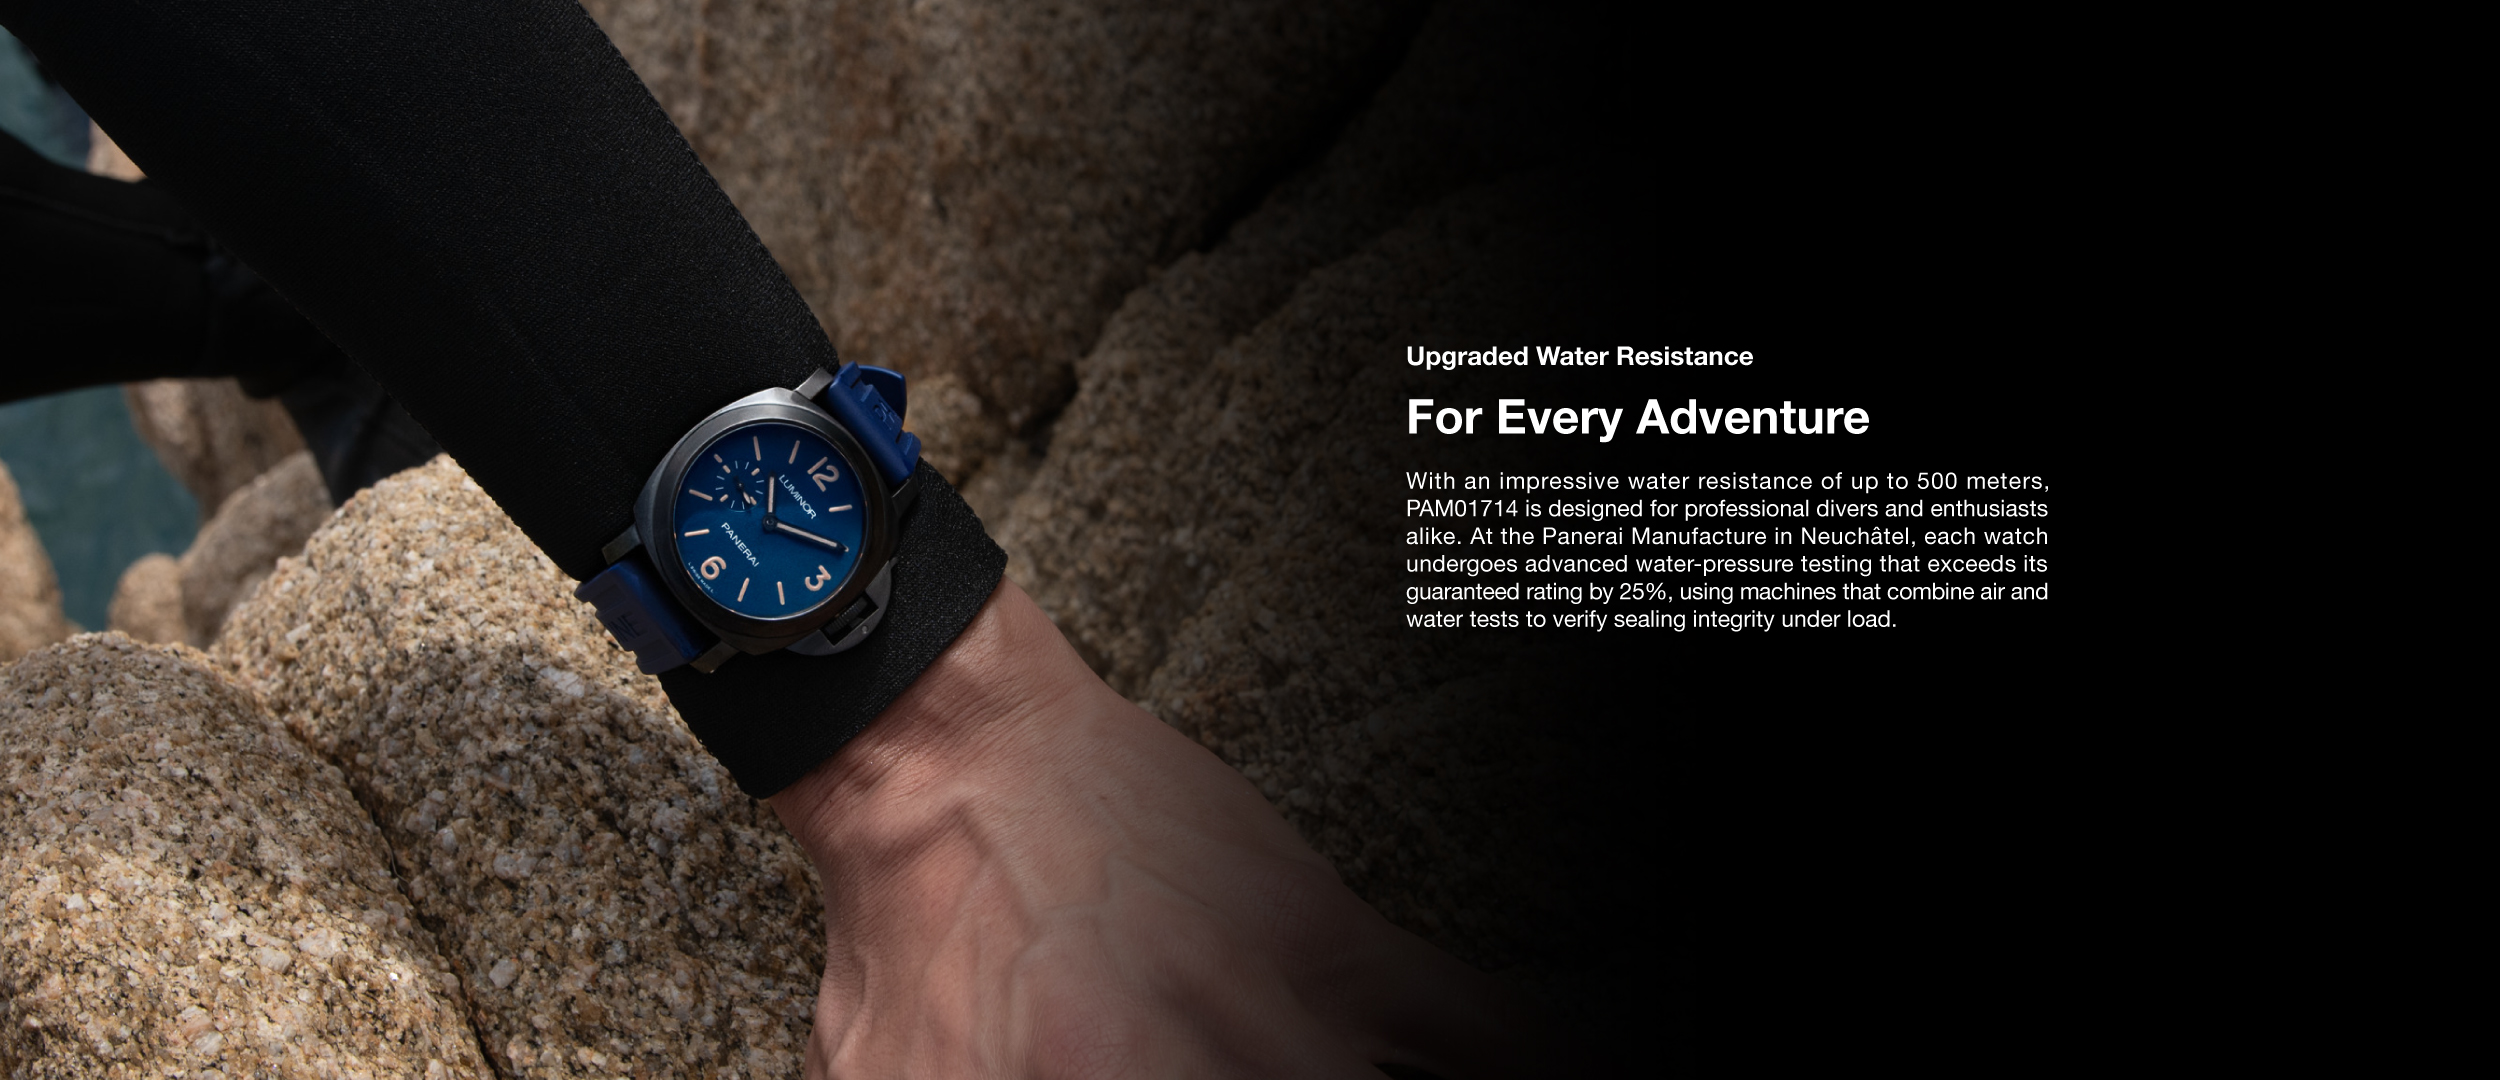 12
LUMINOR
PANERAI
3
6
Upgraded Water Resistance
For Every Adventure
With an impressive water resistance of up to 500 meters,
PAM01714 is designed for professional divers and enthusiasts
alike. At the Panerai Manufacture in Neuchâtel, each watch
undergoes advanced water-pressure testing that exceeds its
guaranteed rating by 25%, using machines that combine air and
water tests to verify sealing integrity under load.